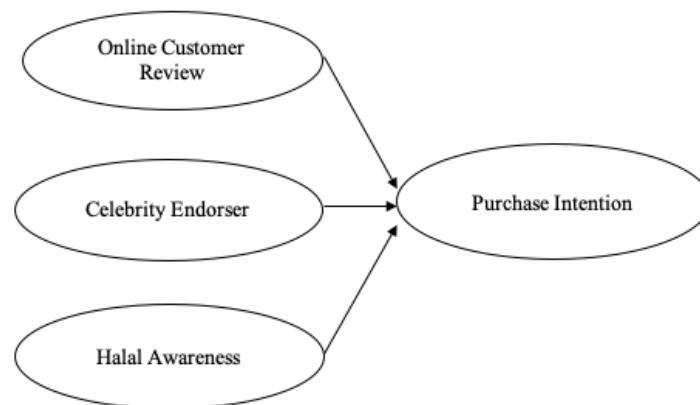 Online Customer
Review
Celebrity Endorser
Purchase Intention
Halal Awareness